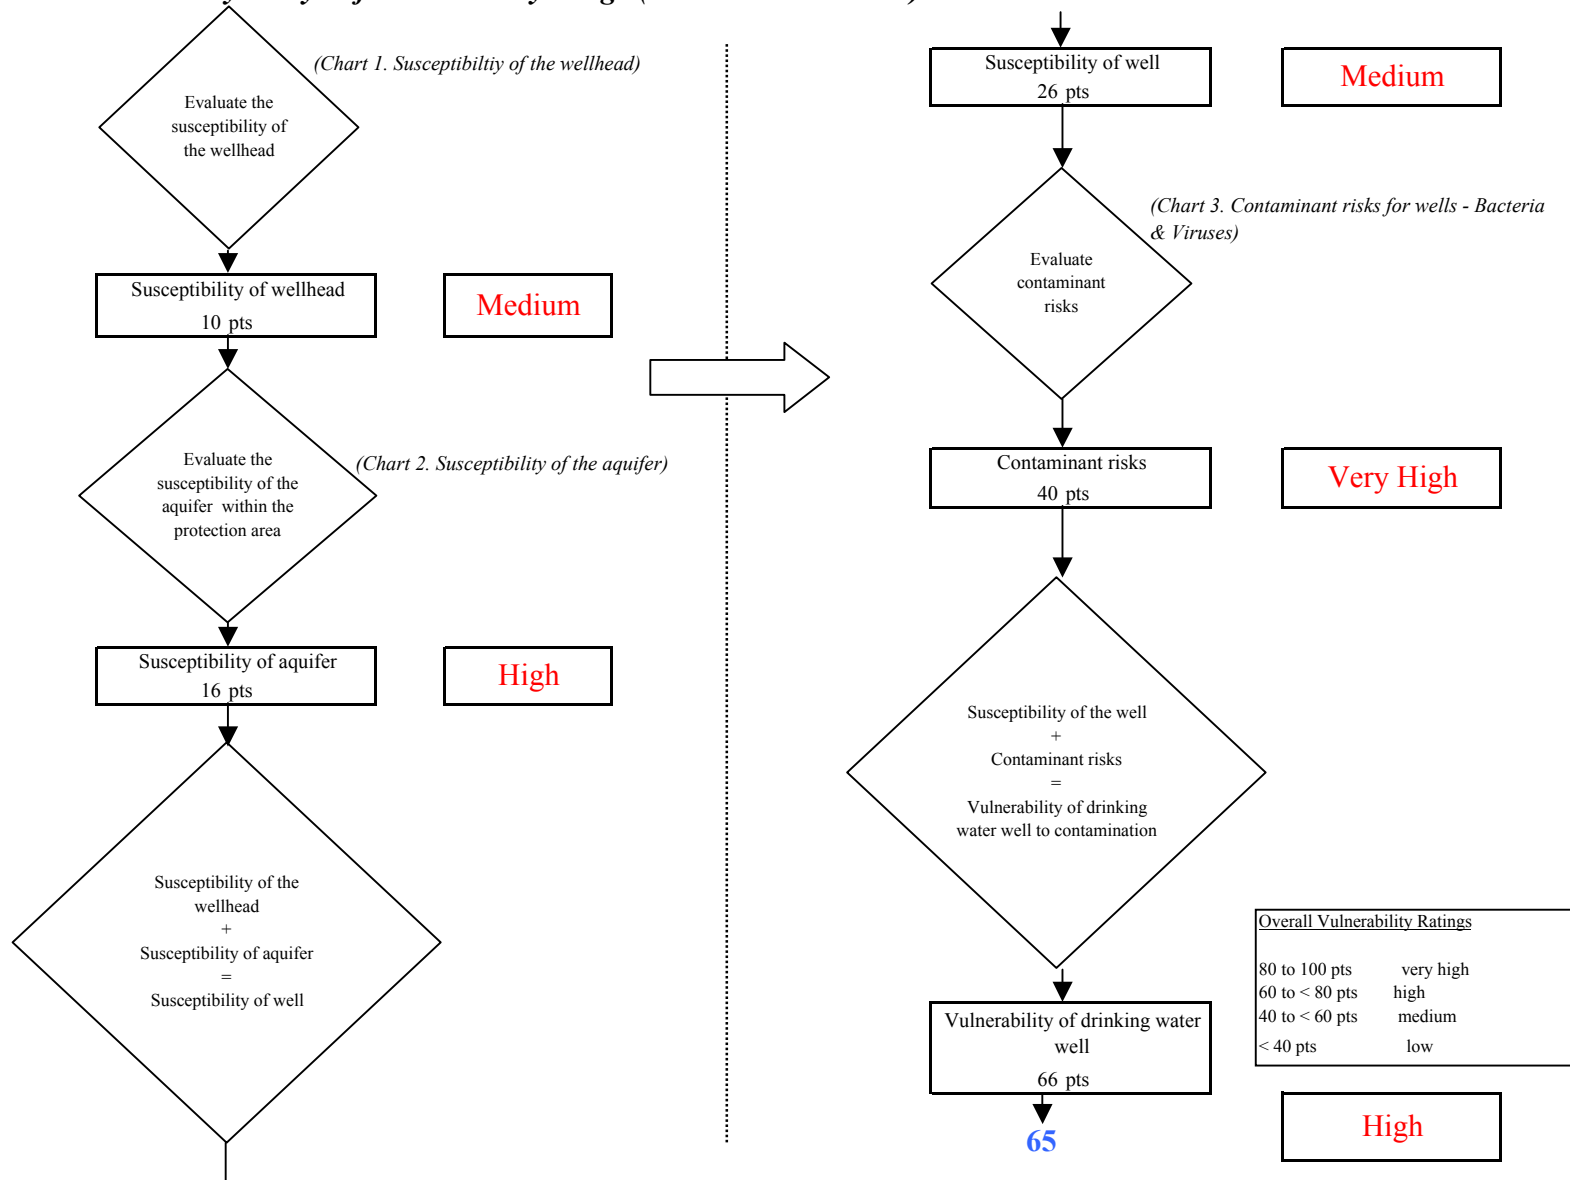 (Chart 1. Susceptibiltiy of the wellhead)
Evaluate the
susceptibility of
the wellhead
Susceptibility of wellhead
10 pts
Medium
Evaluate the
susceptibility of the
aquifer within the
protection area
(Chart 2. Susceptibility of the aquifer)
Susceptibility of aquifer
16 pts
High
Susceptibility of the
wellhead
+
Susceptibility of aquifer
=
Susceptibility of well
Susceptibility of well
26 pts
Medium
(Chart 3. Contaminant risks for wells - Bacteria
& Viruses)
Evaluate
contaminant
risks
Contaminant risks
40 pts
Very High
Susceptibility of the well
+
Contaminant risks
=
Vulnerability of drinking
water well to contamination
Overall Vulnerability Ratings
80 to 100 pts very high
60 to < 80 pts high
40 to < 60 pts medium
< 40 pts low
Vulnerability of drinking water
well
66 pts
65
High